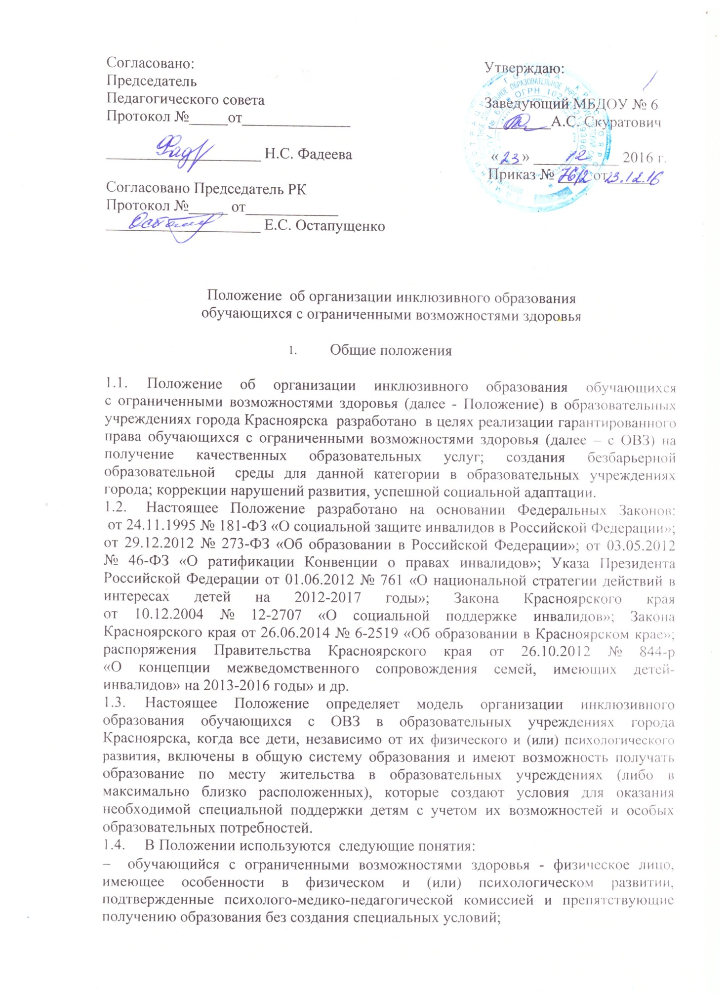 Согласовано:
Председатель
Педагогического совета
Протокол №_____от______________
____________________ Н.С. Фадеева
Согласовано Председатель РК
Протокол №_____ от____________
____________________ Е.С. Остапущенко
Утверждаю:
Заведующий МБДОУ № 6
________А.С. Скуратович
«23» 12 2016 г.
Приказ № 76/2 от 23.12.16
Положение  об организации инклюзивного образования
обучающихся с ограниченными возможностями здоровья
1. Общие положения
1.1. Положение об организации инклюзивного образования обучающихся
с ограниченными возможностями здоровья (далее - Положение) в образовательных
учреждениях города Красноярска  разработано  в целях реализации гарантированного
права обучающихся с ограниченными возможностями здоровья (далее – с ОВЗ) на
получение качественных образовательных услуг; создания безбарьерной
образовательной  среды для данной категории в образовательных учреждениях
города; коррекции нарушений развития, успешной социальной адаптации.
1.2. Настоящее Положение разработано на основании Федеральных Законов:
от 24.11.1995 № 181-ФЗ «О социальной защите инвалидов в Российской Федерации»;
от 29.12.2012 № 273-ФЗ «Об образовании в Российской Федерации»; от 03.05.2012
№ 46-ФЗ «О ратификации Конвенции о правах инвалидов»; Указа Президента
Российской Федерации от 01.06.2012 № 761 «О национальной стратегии действий в
интересах детей на 2012-2017 годы»; Закона Красноярского края
от 10.12.2004 № 12-2707 «О социальной поддержке инвалидов»; Закона
Красноярского края от 26.06.2014 № 6-2519 «Об образовании в Красноярском крае»;
распоряжения Правительства Красноярского края от 26.10.2012 № 844-р
«О концепции межведомственного сопровождения семей, имеющих детей-
инвалидов» на 2013-2016 годы» и др.
1.3. Настоящее Положение определяет модель организации инклюзивного
образования обучающихся с ОВЗ в образовательных учреждениях города
Красноярска, когда все дети, независимо от их физического и (или) психологического
развития, включены в общую систему образования и имеют возможность получать
образование по месту жительства в образовательных учреждениях (либо в
максимально близко расположенных), которые создают условия для оказания
необходимой специальной поддержки детям с учетом их возможностей и особых
образовательных потребностей.
1.4. В Положении используются  следующие понятия:
– обучающийся с ограниченными возможностями здоровья - физическое лицо,
имеющее особенности в физическом и (или) психологическом развитии,
подтвержденные психолого-медико-педагогической комиссией и препятствующие
получению образования без создания специальных условий;